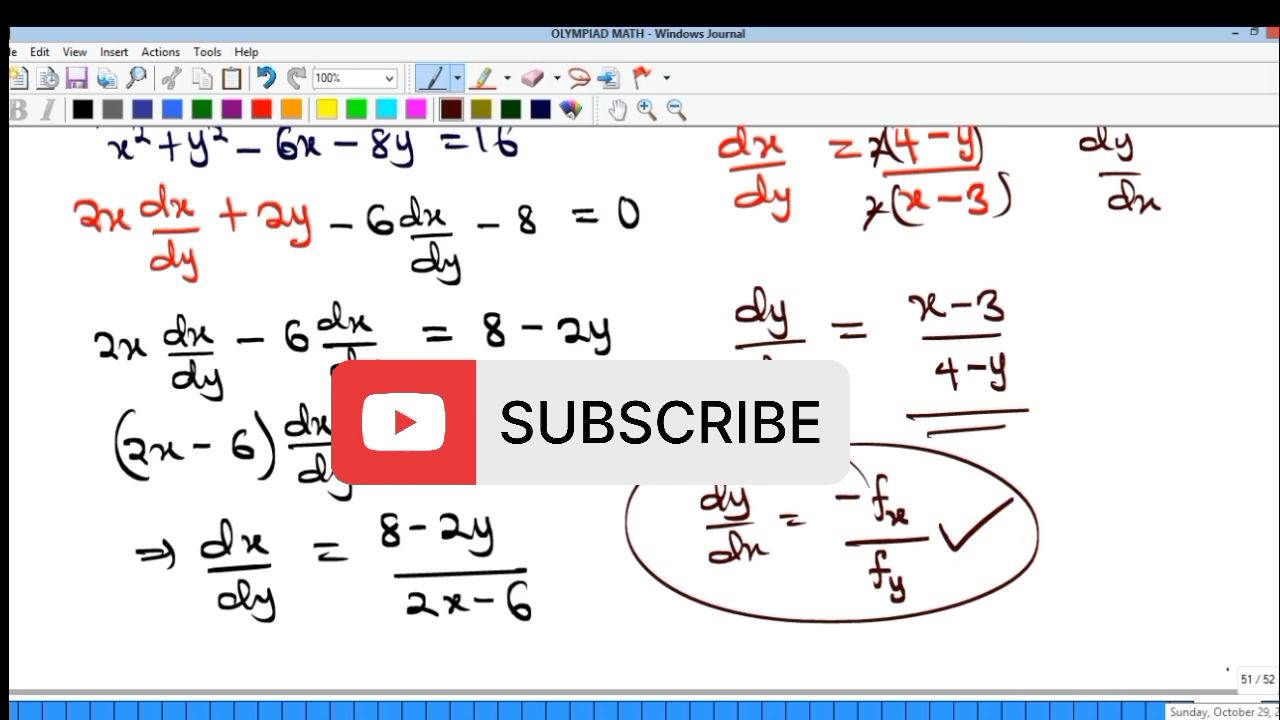 OLYMPIAD MATH - Windows Journal
le Edit View Insert Actions Tools Help
100%
B I
x² + y² - 6x - 8y = 16
2x dx/dy + 2y - 6 dx/dy - 8 = 0
2x dx/dy - 6 dx/ = 8 - 2y
(2x - 6) dx/dy
⇒ dx/dy = 8 - 2y / 2x - 6
dx/dy = 2(4 - y) / 2(x - 3)
dy/dx
dy/ = x - 3 / 4 - y
SUBSCRIBE
dy/dx = -fx / fy ✓
51 / 52
Sunday, October 29, 2